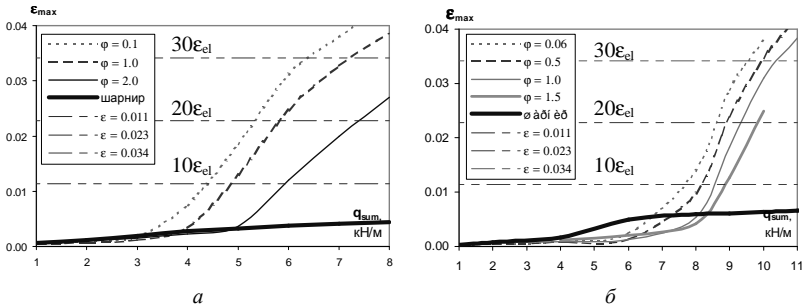 εmax
0.04
0.03
0.02
0.01
0.00
φ = 0.1
φ = 1.0
φ = 2.0
шарнир
ε = 0.011
ε = 0.023
ε = 0.034
30εel
20εel
10εel
qsum,
кН/м
1 2 3 4 5 6 7 8
а
εmax
0.04
0.03
0.02
0.01
0.00
φ = 0.06
φ = 0.5
φ = 1.0
φ = 1.5
ø àðí èð
ε = 0.011
ε = 0.023
ε = 0.034
30εel
20εel
10εel
qsum,
кН/м
1 2 3 4 5 6 7 8 9 10 11
б